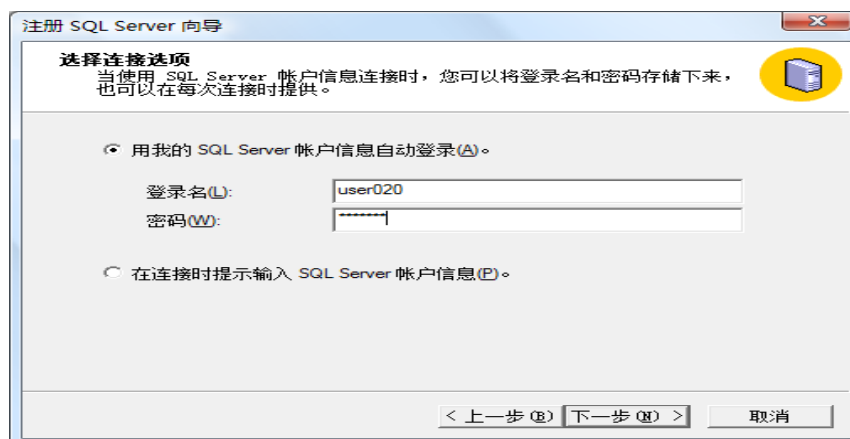 注册 SQL Server 向导
选择连接选项
当使用 SQL Server 帐户信息连接时，您可以将登录名和密码存储下来，
也可以在每次连接时提供。
用我的 SQL Server 帐户信息自动登录(A)。
登录名(L):
user020
密码(W):
*******
在连接时提示输入 SQL Server 帐户信息(P)。
< 上一步(B)
下一步(N) >
取消